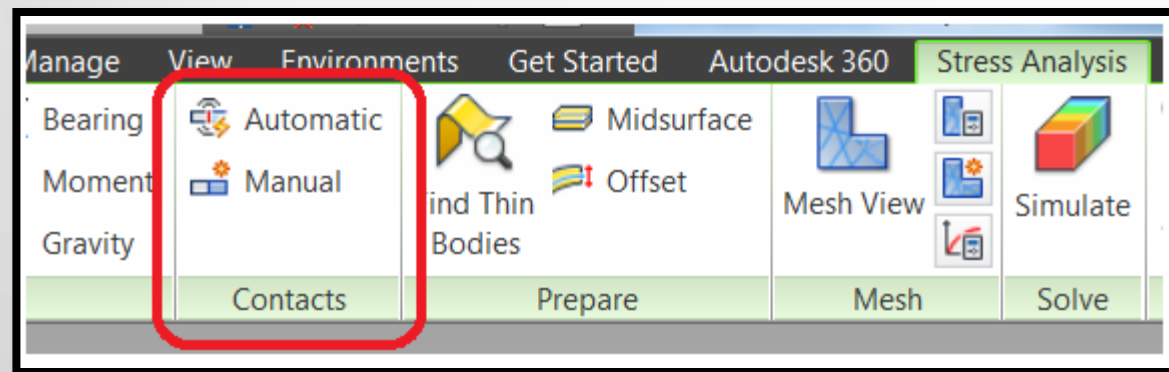 Manage View Environments Get Started Autodesk 360 Stress Analysis
Bearing Automatic Midsurface
Moment Manual Offset
Find Thin Mesh View Simulate
Gravity Bodies
Contacts Prepare Mesh Solve